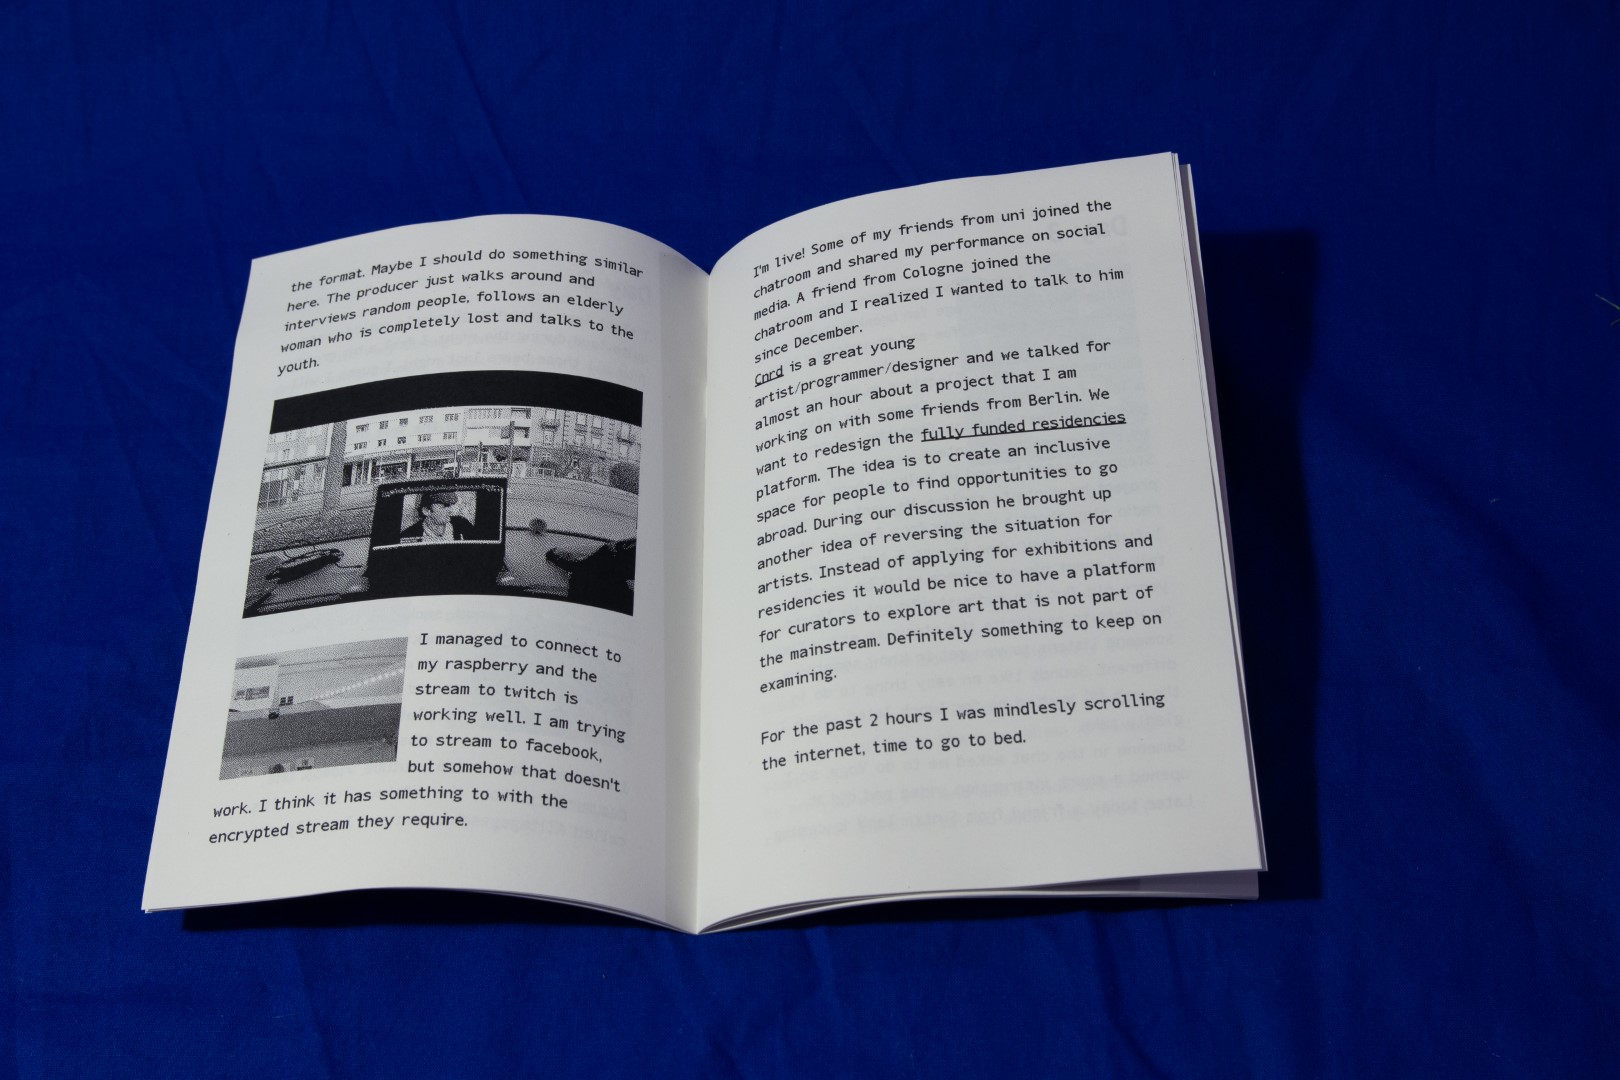 the format. Maybe I should do something similar
here. The producer just walks around and
interviews random people, follows an elderly
woman who is completely lost and talks to the
youth.
I managed to connect to
my raspberry and the
stream to twitch is
working well. I am trying
to stream to facebook,
but somehow that doesn't
work. I think it has something to with the
encrypted stream they require.
I'm live! Some of my friends from uni joined the
chatroom and shared my performance on social
media. A friend from Cologne joined the
chatroom and I realized I wanted to talk to him
since December.
Cnrd is a great young
artist/programmer/designer and we talked for
almost an hour about a project that I am
working on with some friends from Berlin. We
want to redesign the fully funded residencies
platform. The idea is to create an inclusive
space for people to find opportunities to go
abroad. During our discussion he brought up
another idea of reversing the situation for
artists. Instead of applying for exhibitions and
residencies it would be nice to have a platform
for curators to explore art that is not part of
the mainstream. Definitely something to keep on
examining.
For the past 2 hours I was mindlesly scrolling
the internet, time to go to bed.